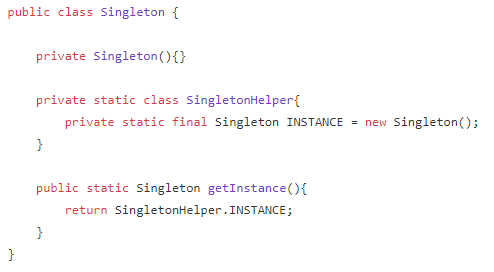 public class Singleton {
    private Singleton(){}
    private static class SingletonHelper{
        private static final Singleton INSTANCE = new Singleton();
    }
    public static Singleton getInstance(){
        return SingletonHelper.INSTANCE;
    }
}